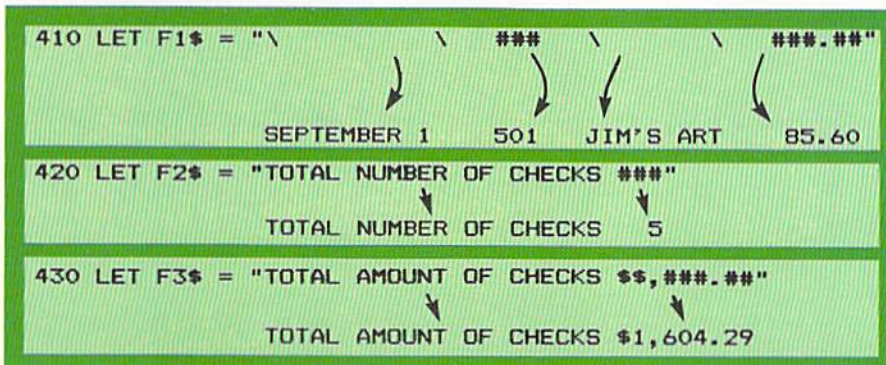 410 LET F1$ = "\              \    ###    \         \    ###.##"
SEPTEMBER 1     501    JIM'S ART     85.60
420 LET F2$ = "TOTAL NUMBER OF CHECKS ###"
TOTAL NUMBER OF CHECKS   5
430 LET F3$ = "TOTAL AMOUNT OF CHECKS $$,###.##"
TOTAL AMOUNT OF CHECKS $1,604.29